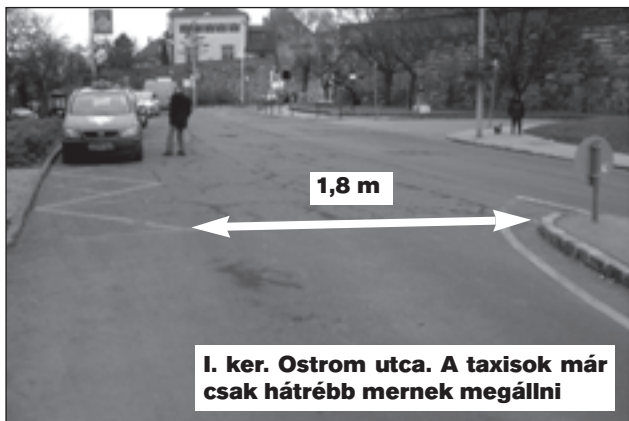 1,8 m
I. ker. Ostrom utca. A taxisok már
csak hátrébb mernek megállni